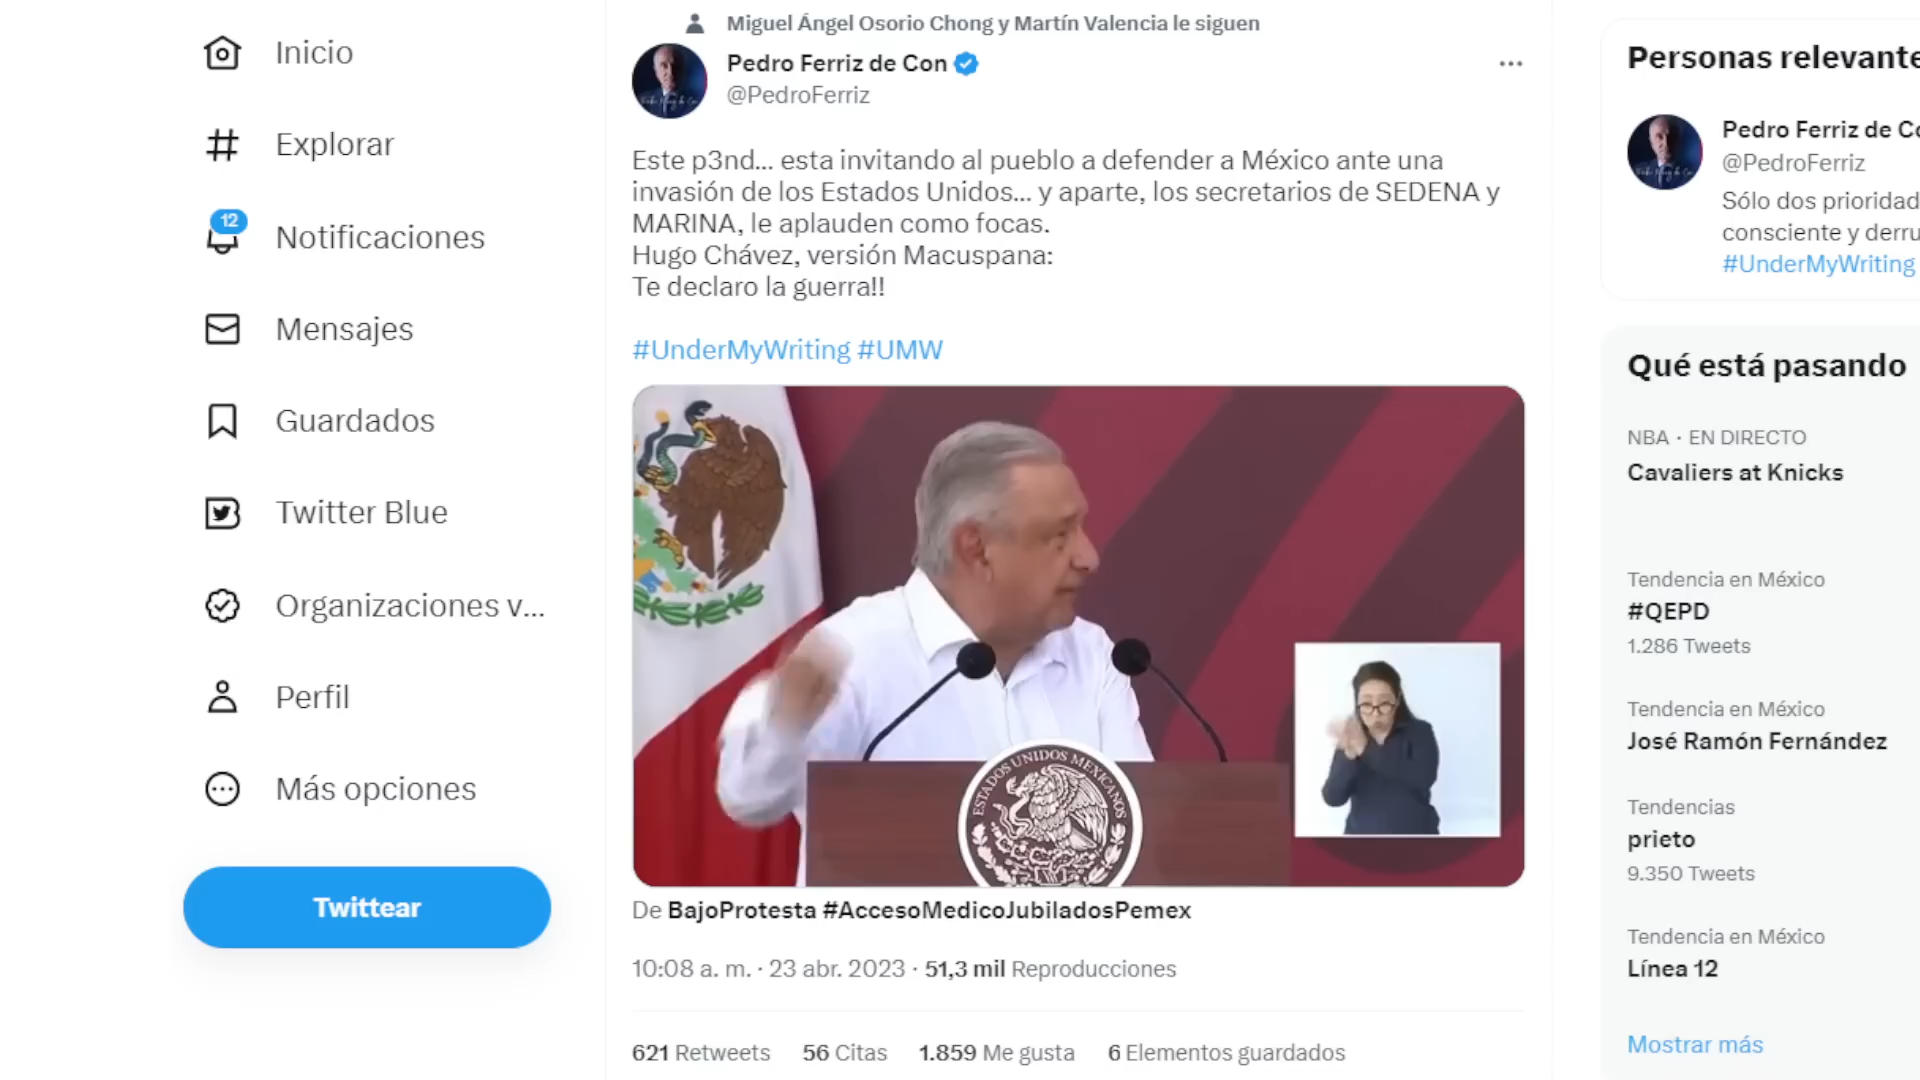 Inicio
Explorar
12
Notificaciones
Mensajes
Guardados
Twitter Blue
Organizaciones v...
Perfil
Más opciones
Twittear
Miguel Ángel Osorio Chong y Martín Valencia le siguen
Pedro Ferriz de Con
@PedroFerriz
Este p3nd... esta invitando al pueblo a defender a México ante una
invasión de los Estados Unidos... y aparte, los secretarios de SEDENA y
MARINA, le aplauden como focas.
Hugo Chávez, versión Macuspana:
Te declaro la guerra!!
#UnderMyWriting #UMW
ESTADOS UNIDOS MEXICANOS
De BajoProtesta #AccesoMedicoJubiladosPemex
10:08 a. m. · 23 abr. 2023 · 51,3 mil Reproducciones
621 Retweets 56 Citas 1.859 Me gusta 6 Elementos guardados
Personas relevante
Pedro Ferriz de Co
@PedroFerriz
Sólo dos prioridad
consciente y derru
#UnderMyWriting
Qué está pasando
NBA · EN DIRECTO
Cavaliers at Knicks
Tendencia en México
#QEPD
1.286 Tweets
Tendencia en México
José Ramón Fernández
Tendencias
prieto
9.350 Tweets
Tendencia en México
Línea 12
Mostrar más